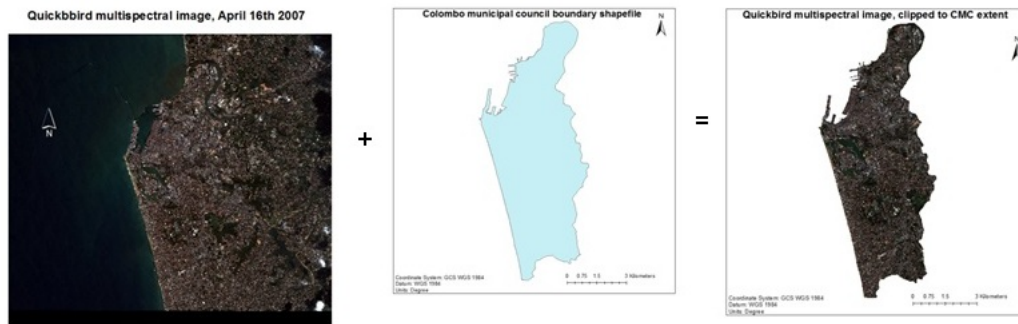 Quickbbird multispectral image, April 16th 2007
N
+
Colombo municipal council boundary shapefile
N
Coordinate System: GCS WGS 1984
Datum: WGS 1984
Units: Degree
0 0.75 1.5 3 Kilometers
=
Quickbbird multispectral image, clipped to CMC extent
N
Coordinate System: GCS WGS 1984
Datum: WGS 1984
Units: Degree
0 0.75 1.5 3 Kilometers